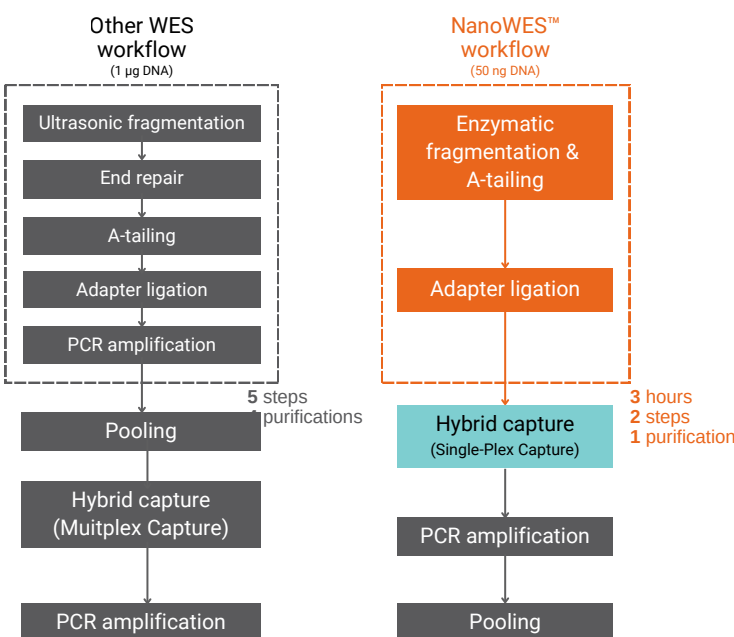 Other WES
workflow
(1 µg DNA)
Ultrasonic fragmentation
End repair
A-tailing
Adapter ligation
PCR amplification
5 steps
purifications
Pooling
Hybrid capture
(Muitplex Capture)
PCR amplification
NanoWES™
workflow
(50 ng DNA)
Enzymatic
fragmentation &
A-tailing
Adapter ligation
3 hours
2 steps
1 purification
Hybrid capture
(Single-Plex Capture)
PCR amplification
Pooling